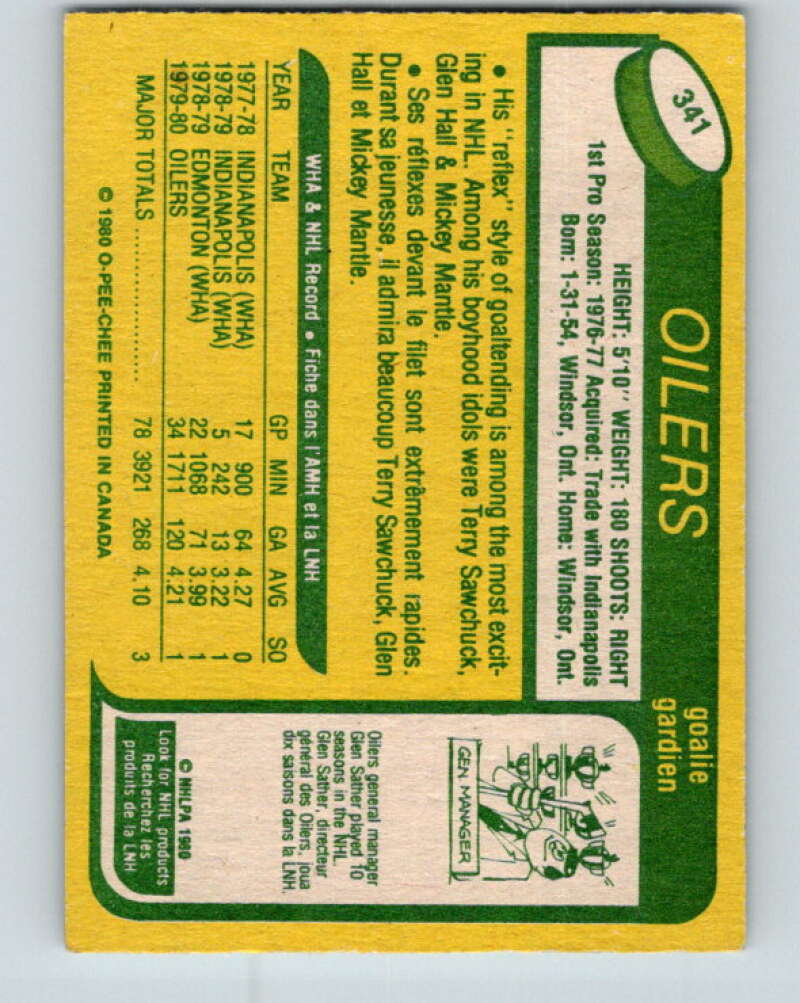 341
OILERS
goalie
gardien
HEIGHT: 5'10" WEIGHT: 180 SHOOTS: RIGHT
1st Pro Season: 1976-77 Acquired: Trade with Indianapolis
Born: 1-31-54, Windsor, Ont. Home: Windsor, Ont.
• His "reflex" style of goaltending is among the most excit-
ing in NHL. Among his boyhood idols were Terry Sawchuck,
Glen Hall & Mickey Mantle.
• Ses réflexes devant le filet sont extrêmement rapides.
Durant sa jeunesse, il admira beaucoup Terry Sawchuck, Glen
Hall et Mickey Mantle.
WHA & NHL Record • Fiche dans l'AMH et la LNH
YEAR TEAM GP MIN GA AVG SO
1977-78 INDIANAPOLIS (WHA) 17 900 64 4.27 0
1978-79 INDIANAPOLIS (WHA) 5 242 13 3.22 1
1978-79 EDMONTON (WHA) 22 1068 71 3.99 1
1979-80 OILERS 34 1711 120 4.21 1
MAJOR TOTALS .................... 78 3921 268 4.10 3
© 1980 O-PEE-CHEE PRINTED IN CANADA
GEN MANAGER
Oilers general manager
Glen Sather played 10
seasons in the NHL.
Glen Sather, directeur
général des Oilers, joua
dix saisons dans la LNH.
© NHLPA 1980
Look for NHL products
Recherchez les
produits de la LNH